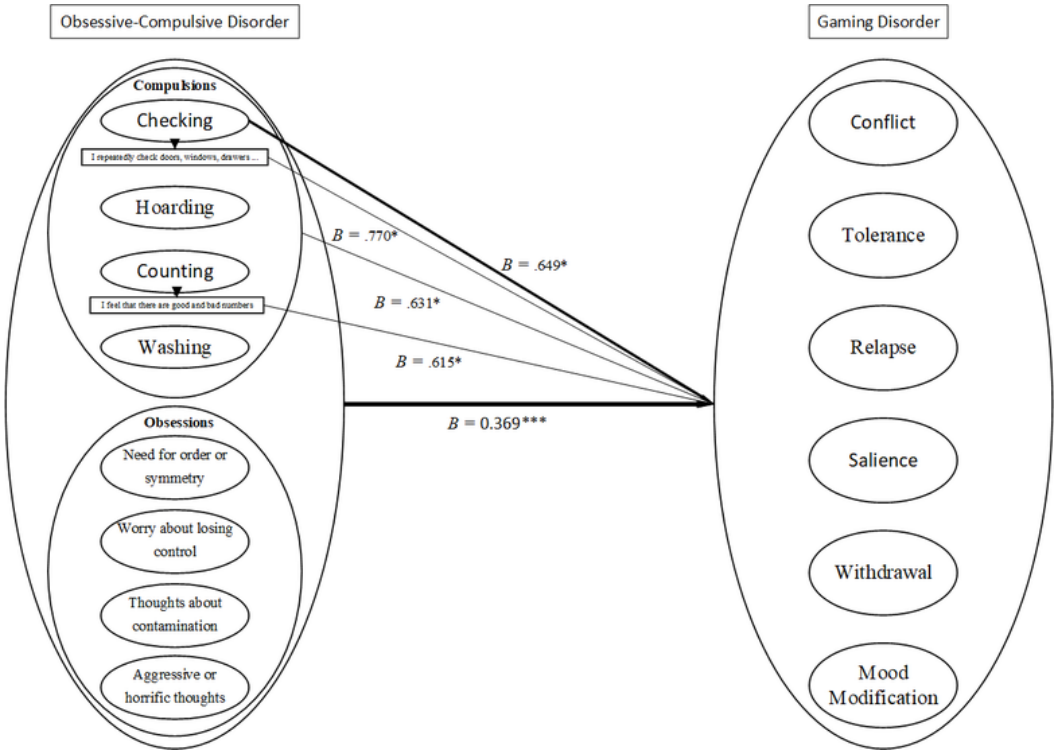 Obsessive-Compulsive Disorder
Gaming Disorder
Compulsions
Checking
I repeatedly check doors, windows, drawers ...
Hoarding
Counting
I feel that there are good and bad numbers
Washing
Obsessions
Need for order or
symmetry
Worry about losing
control
Thoughts about
contamination
Aggressive or
horrific thoughts
B = .770*
B = .649*
B = .631*
B = .615*
B = 0.369***
Conflict
Tolerance
Relapse
Salience
Withdrawal
Mood
Modification